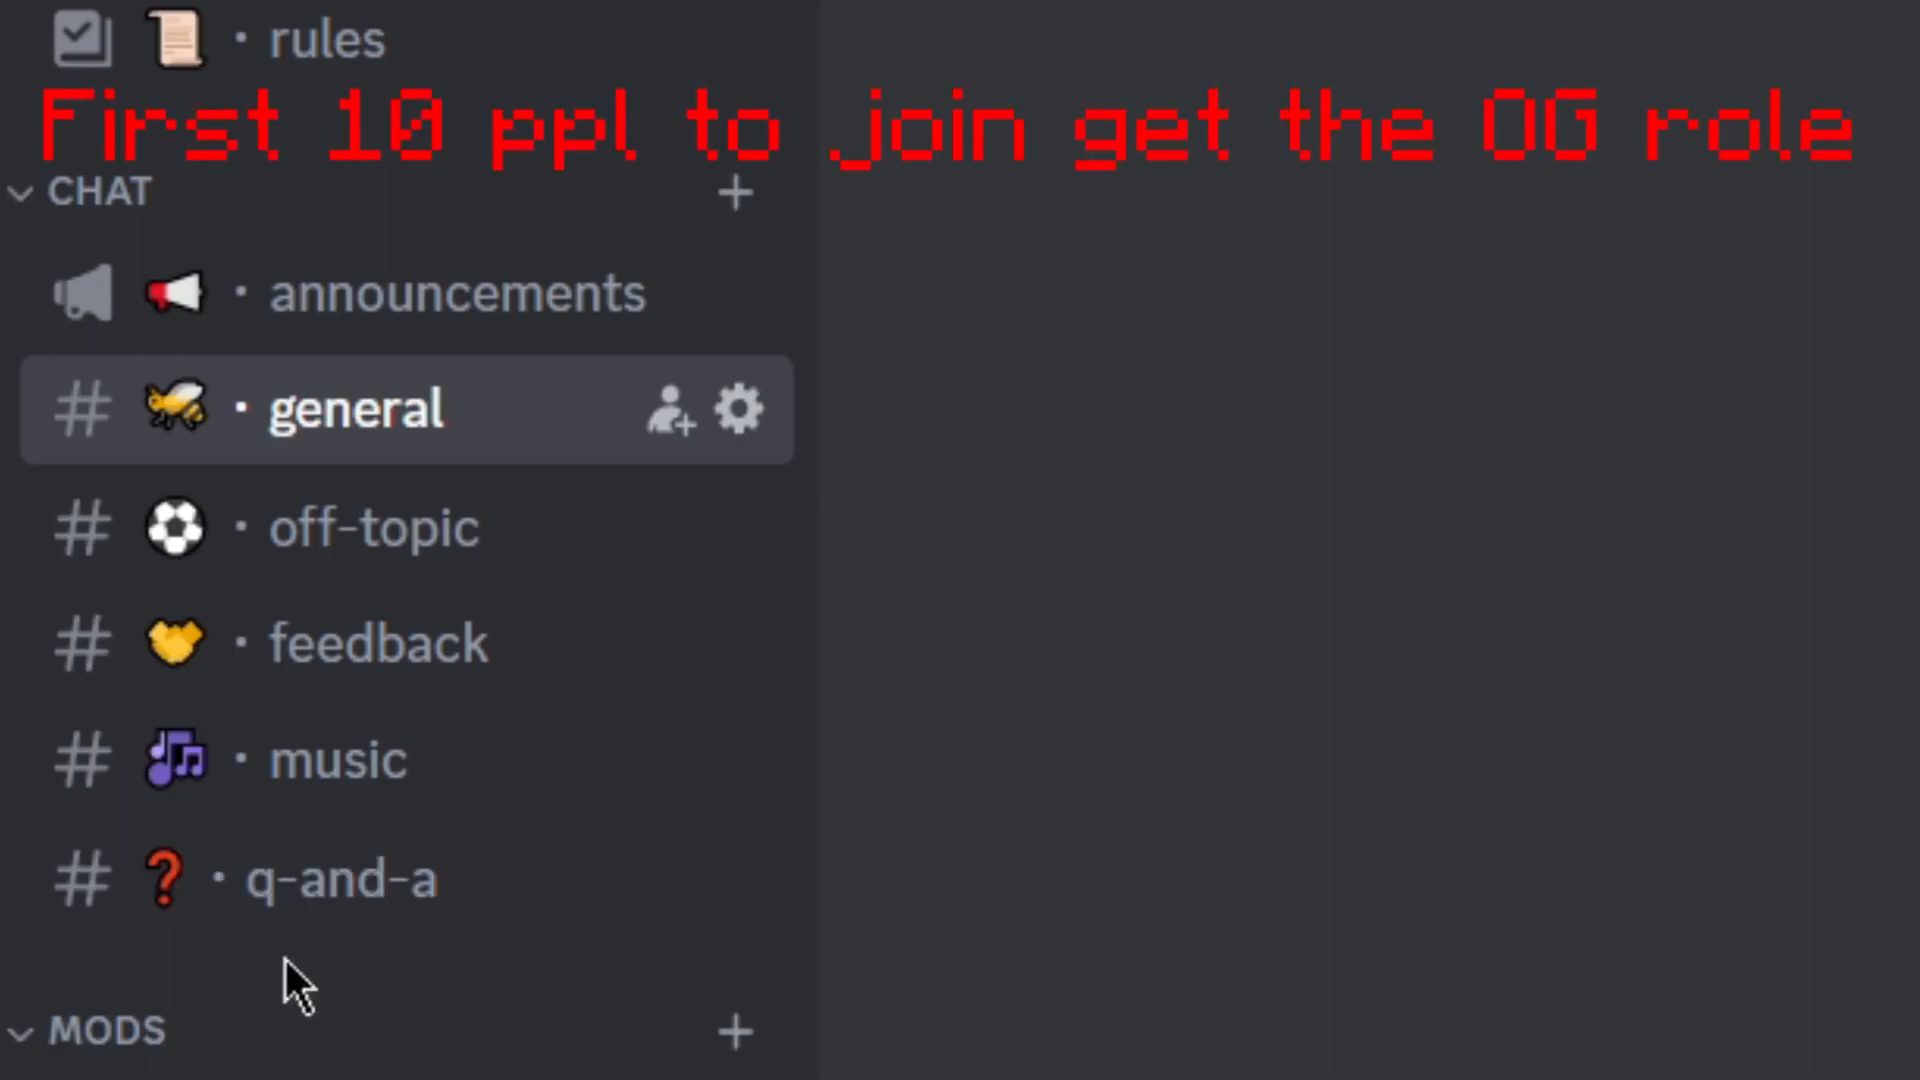 rules
First 10 ppl to join get the OG role
CHAT
announcements
general
off-topic
feedback
music
q-and-a
MODS